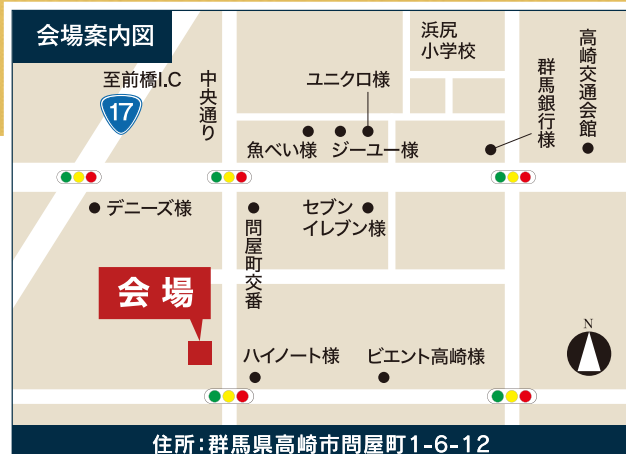 会場案内図
至前橋I.C
17
中央通り
ユニクロ様
浜尻
小学校
群馬銀行様
高崎交通会館
魚べい様
ジーユー様
デニーズ様
問屋町交番
セブン
イレブン様
会場
ハイノート様
ビエント高崎様
N
住所:群馬県高崎市問屋町1-6-12